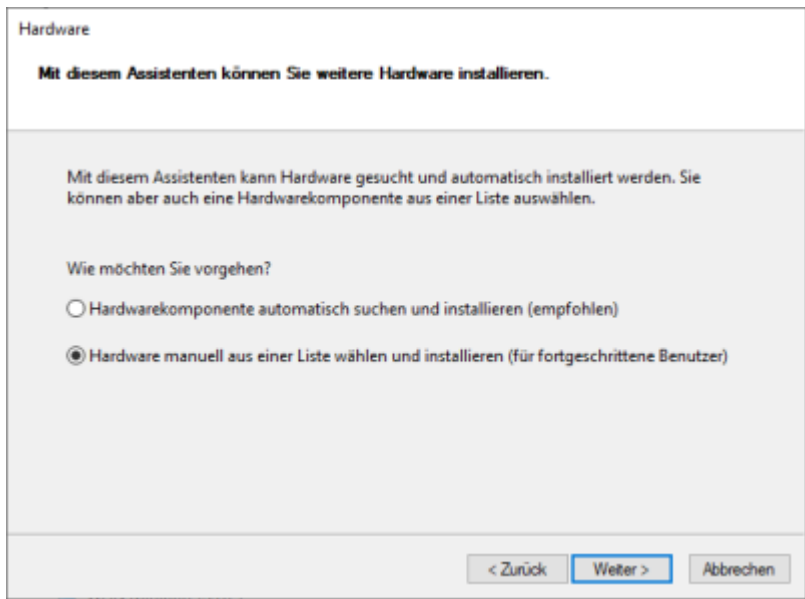 Hardware
Mit diesem Assistenten können Sie weitere Hardware installieren.
Mit diesem Assistenten kann Hardware gesucht und automatisch installiert werden. Sie
können aber auch eine Hardwarekomponente aus einer Liste auswählen.
Wie möchten Sie vorgehen?
Hardwarekomponente automatisch suchen und installieren (empfohlen)
Hardware manuell aus einer Liste wählen und installieren (für fortgeschrittene Benutzer)
< Zurück Weiter > Abbrechen